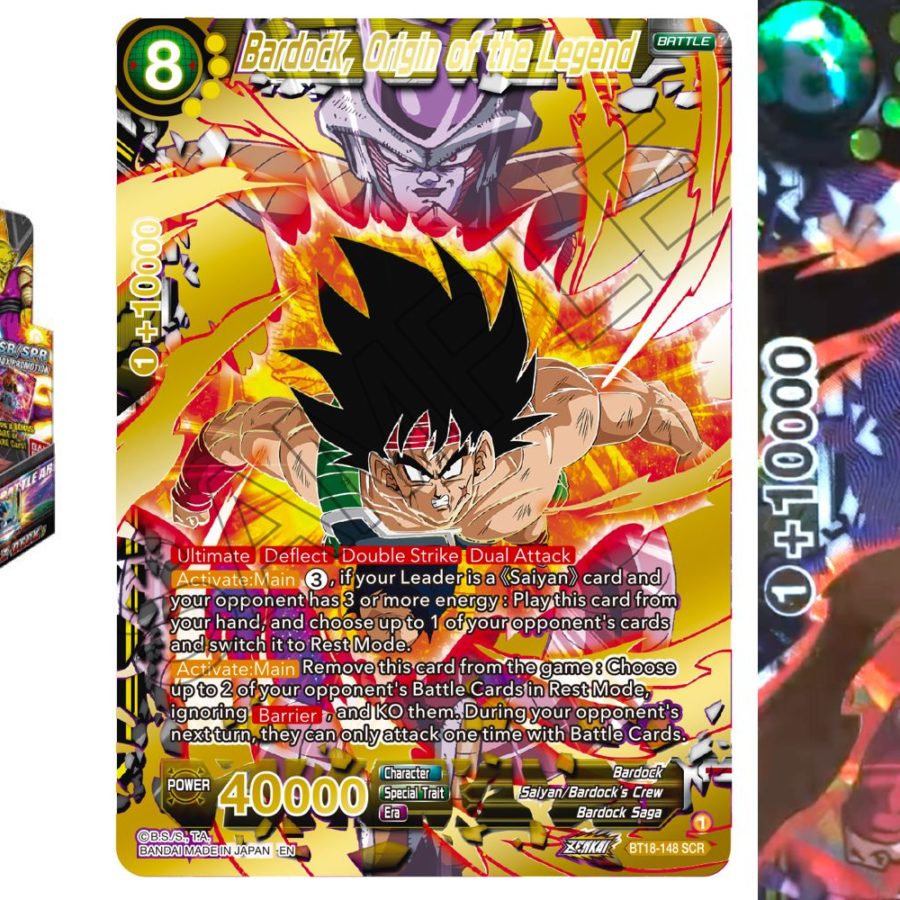 8
Bardock, Origin of the Legend
BATTLE
1 +10000
SR/SPR
PROMOTION
BATTLE
SAMPLE
Ultimate Deflect Double Strike Dual Attack
Activate:Main 3, if your Leader is a 《Saiyan》 card and
your opponent has 3 or more energy : Play this card from
your hand, and choose up to 1 of your opponent's cards
and switch it to Rest Mode.
Activate:Main Remove this card from the game : Choose
up to 2 of your opponent's Battle Cards in Rest Mode,
ignoring Barrier, and KO them. During your opponent's
next turn, they can only attack one time with Battle Cards.
POWER 40000
Character Bardock
Special Trait Saiyan/Bardock's Crew
Era Bardock Saga
1
©B.S./S., T.A.
BANDAI MADE IN JAPAN -EN
ZENKAI
BT18-148 SCR
1 +10000